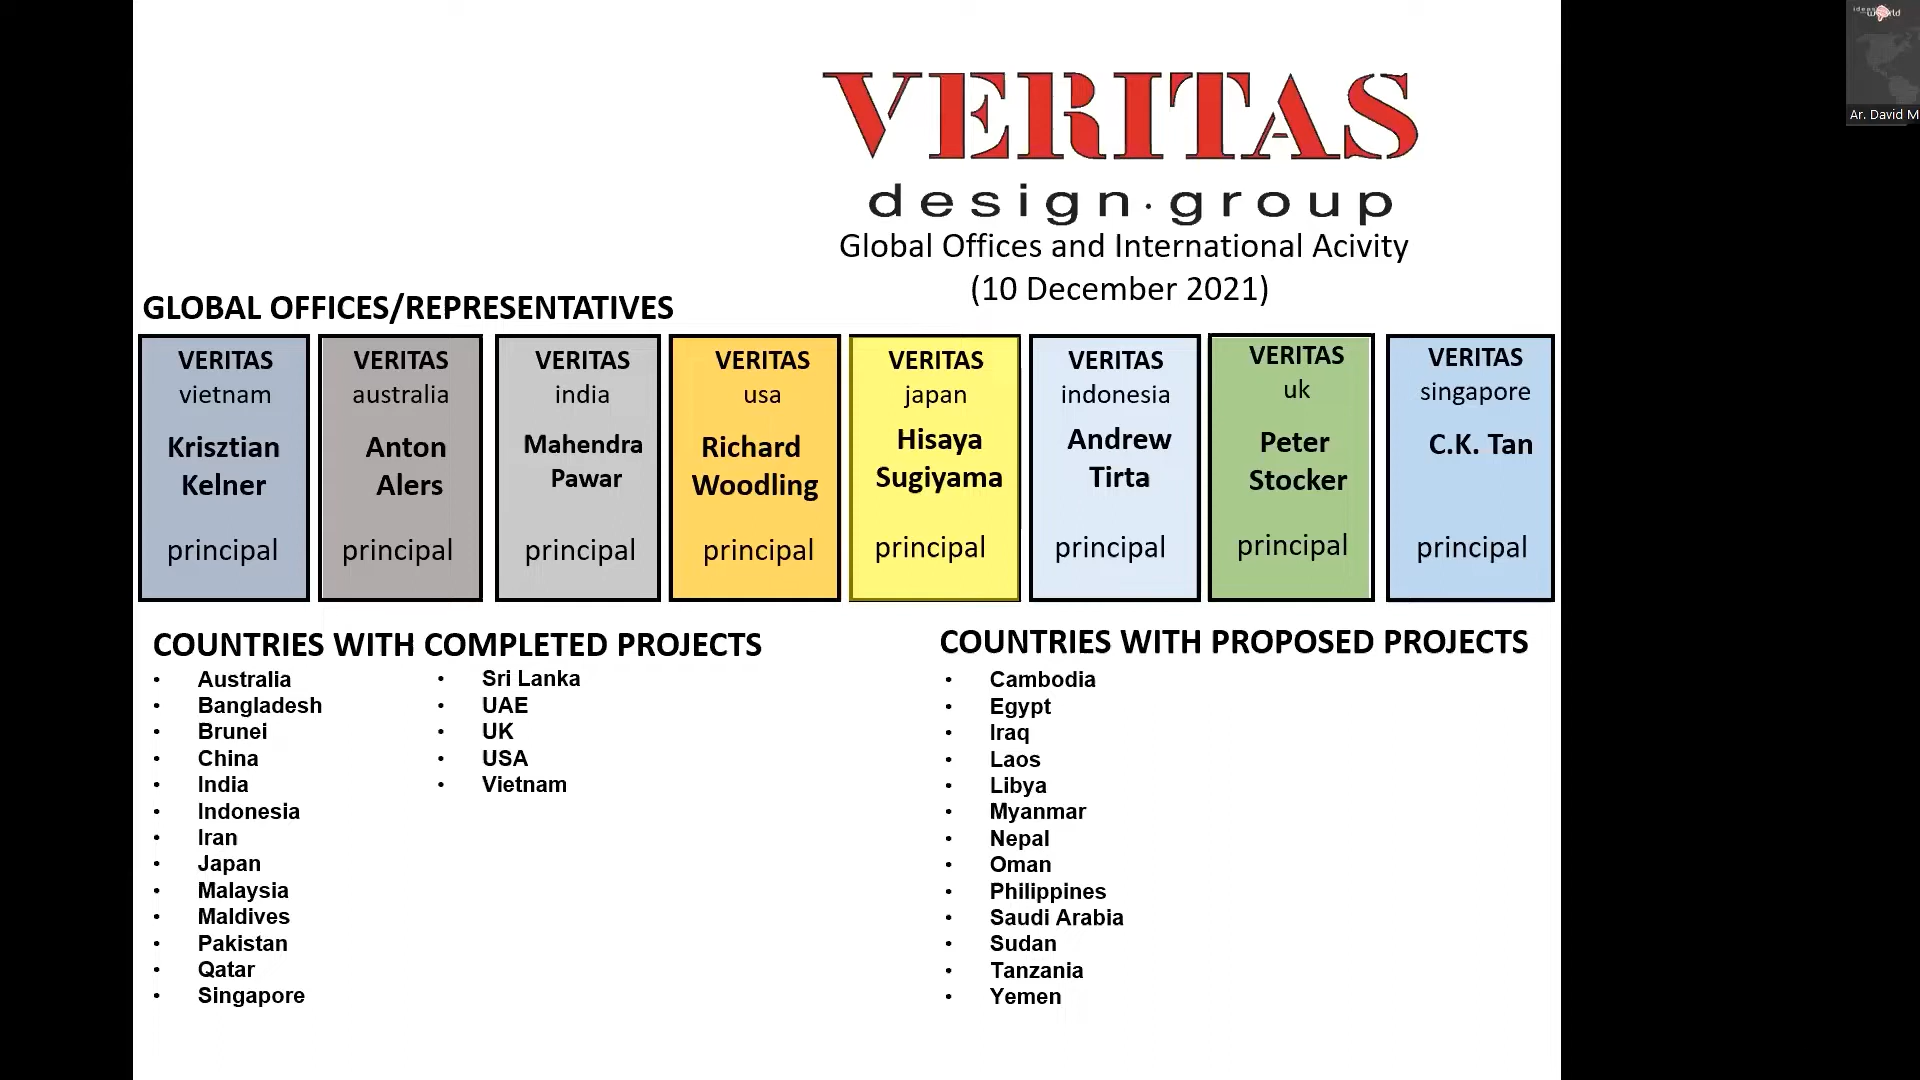 VERITAS
design·group
Global Offices and International Acivity
(10 December 2021)
ideas
world
Ar. David M
GLOBAL OFFICES/REPRESENTATIVES
VERITAS
vietnam
Krisztian
Kelner
principal
VERITAS
australia
Anton
Alers
principal
VERITAS
india
Mahendra
Pawar
principal
VERITAS
usa
Richard
Woodling
principal
VERITAS
japan
Hisaya
Sugiyama
principal
VERITAS
indonesia
Andrew
Tirta
principal
VERITAS
uk
Peter
Stocker
principal
VERITAS
singapore
C.K. Tan
principal
COUNTRIES WITH COMPLETED PROJECTS
• Australia
• Bangladesh
• Brunei
• China
• India
• Indonesia
• Iran
• Japan
• Malaysia
• Maldives
• Pakistan
• Qatar
• Singapore
• Sri Lanka
• UAE
• UK
• USA
• Vietnam
COUNTRIES WITH PROPOSED PROJECTS
• Cambodia
• Egypt
• Iraq
• Laos
• Libya
• Myanmar
• Nepal
• Oman
• Philippines
• Saudi Arabia
• Sudan
• Tanzania
• Yemen